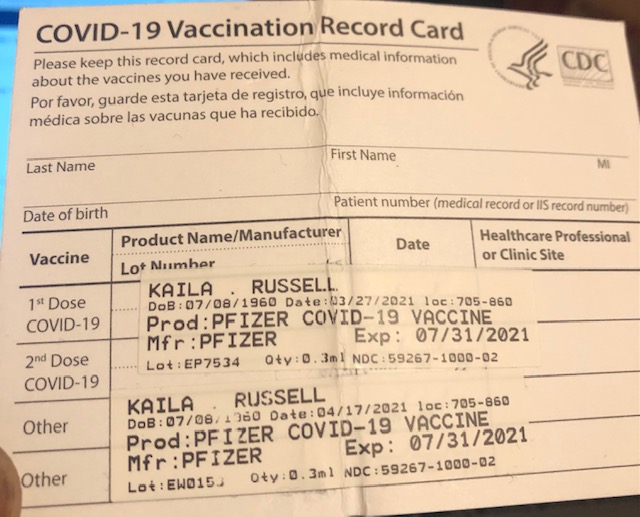 COVID-19 Vaccination Record Card
CDC
Please keep this record card, which includes medical information
about the vaccines you have received.
Por favor, guarde esta tarjeta de registro, que incluye información
médica sobre las vacunas que ha recibido.
Last Name First Name MI
Date of birth Patient number (medical record or IIS record number)
Vaccine Product Name/Manufacturer Date Healthcare Professional
or Clinic Site
Lot Number
1st Dose
COVID-19
KAILA . RUSSELL
DoB:07/08/1960 Date:03/27/2021 loc:705-860
Prod:PFIZER COVID-19 VACCINE
Mfr:PFIZER Exp: 07/31/2021
Lot:EP7534 Qty:0.3ml NDC:59267-1000-02
2nd Dose
COVID-19
Other
KAILA . RUSSELL
Date:04/17/2021 loc:705-860
Prod:PFIZER COVID-19 VACCINE
Mfr:PFIZER Exp: 07/31/2021
Qty:0.3ml NDC:59267-1000-02
Other